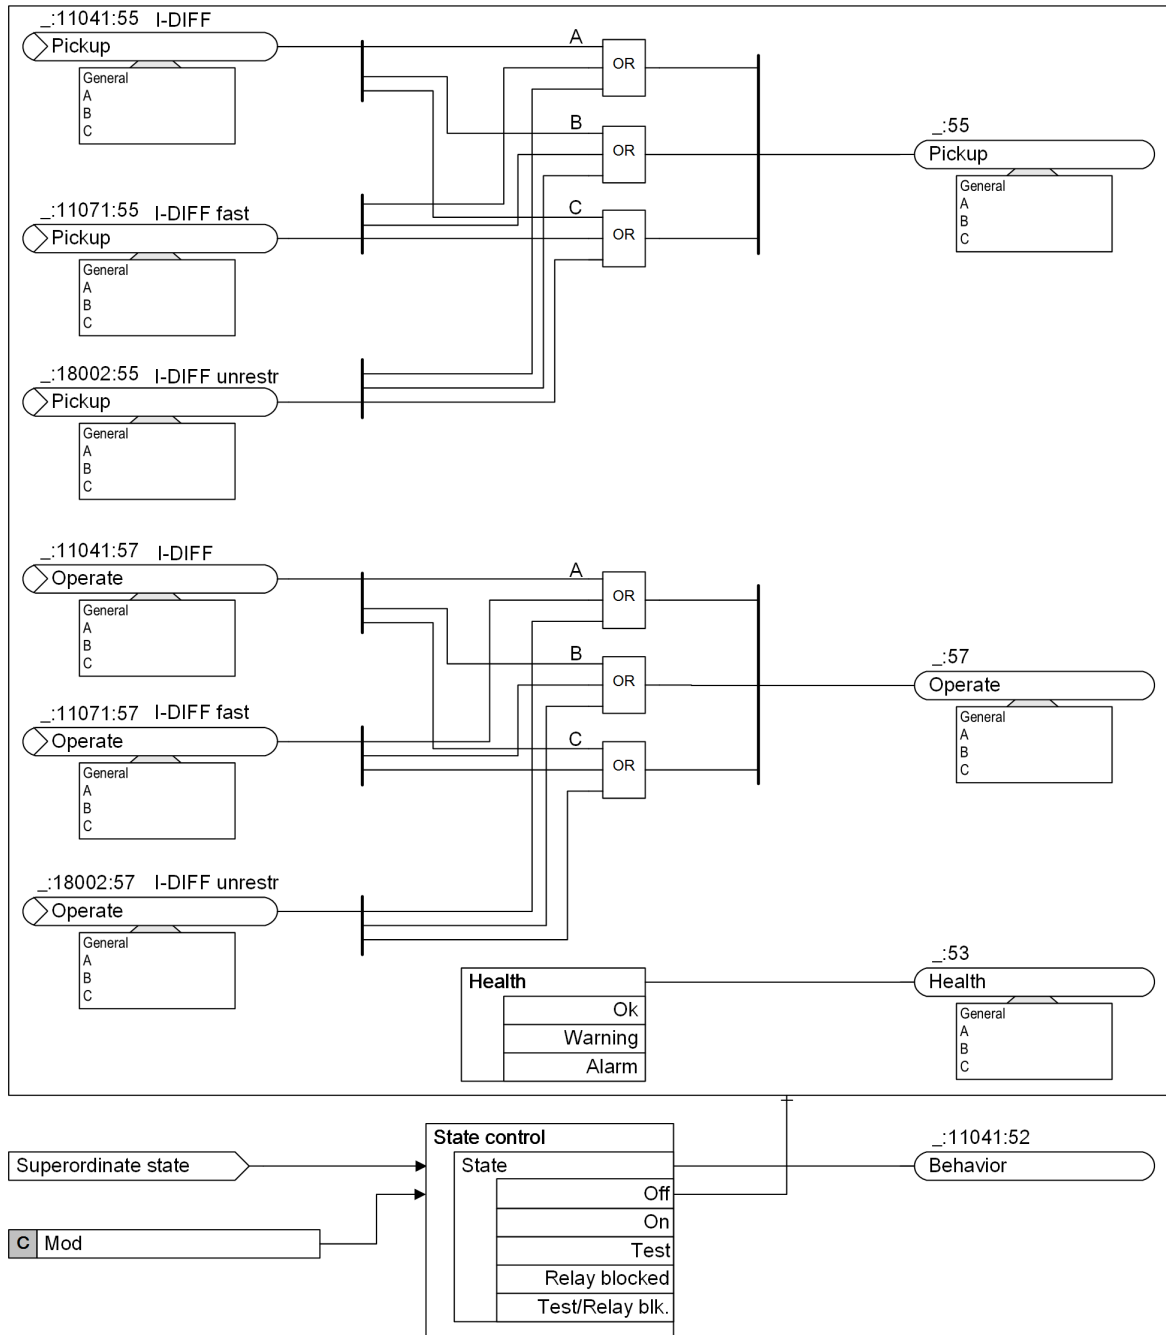 _:11041:55 I-DIFF
Pickup
General
A
B
C
_:11071:55 I-DIFF fast
Pickup
General
A
B
C
_:18002:55 I-DIFF unrestr
Pickup
General
A
B
C
A
OR
B
OR
C
OR
_:55
Pickup
General
A
B
C
_:11041:57 I-DIFF
Operate
General
A
B
C
_:11071:57 I-DIFF fast
Operate
General
A
B
C
_:18002:57 I-DIFF unrestr
Operate
General
A
B
C
A
OR
B
OR
C
OR
_:57
Operate
General
A
B
C
Health
Ok
Warning
Alarm
_:53
Health
General
A
B
C
Superordinate state
C Mod
State control
State
Off
On
Test
Relay blocked
Test/Relay blk.
_:11041:52
Behavior